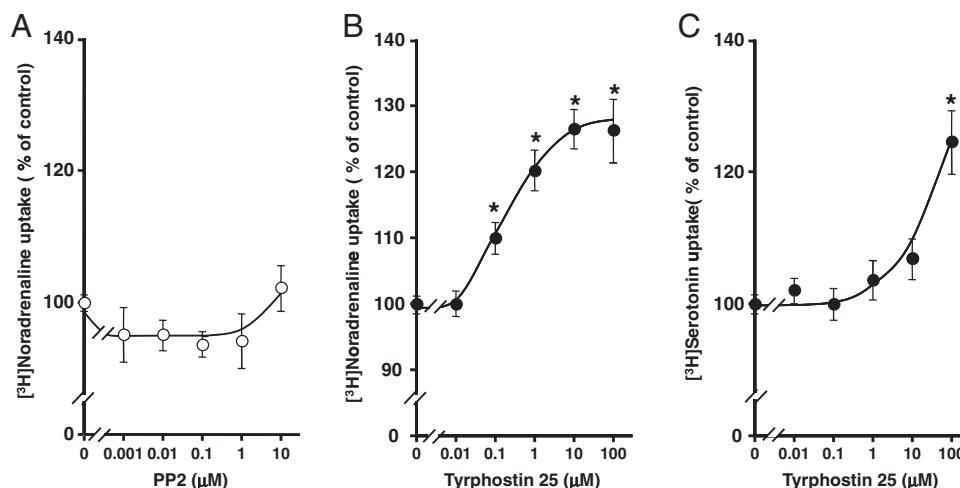 A
[³H]Noradrenaline uptake ( % of control)
140
120
100
0
0 0.001 0.01 0.1 1 10
PP2 (μM)
B
[³H]Noradrenaline uptake (% of control)
140
130
120
110
100
90
0
* * * *
0 0.01 0.1 1 10 100
Tyrphostin 25 (μM)
C
[³H]Serotonin uptake( % of control)
140
120
100
0
*
0 0.01 0.1 1 10 100
Tyrphostin 25 (μM)